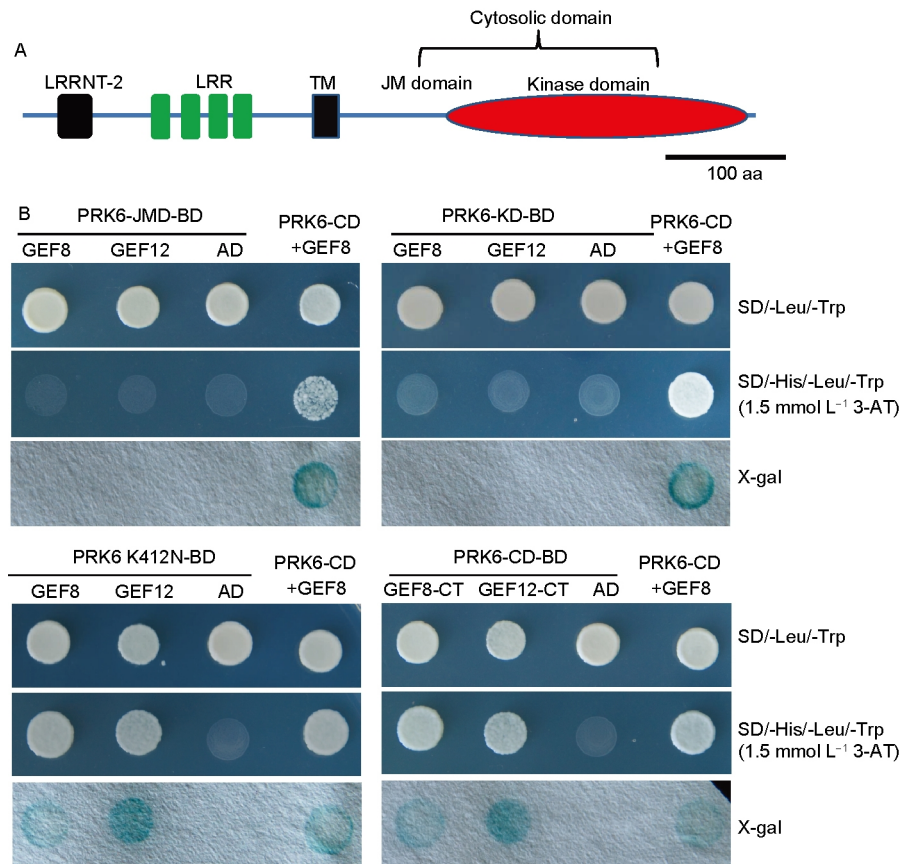 A
Cytosolic domain
LRRNT-2 LRR TM JM domain Kinase domain
100 aa
B
PRK6-JMD-BD PRK6-CD +GEF8
GEF8 GEF12 AD
PRK6-KD-BD PRK6-CD +GEF8
GEF8 GEF12 AD
SD/-Leu/-Trp
SD/-His/-Leu/-Trp
(1.5 mmol L⁻¹ 3-AT)
X-gal
PRK6 K412N-BD PRK6-CD +GEF8
GEF8 GEF12 AD
PRK6-CD-BD PRK6-CD +GEF8
GEF8-CT GEF12-CT AD
SD/-Leu/-Trp
SD/-His/-Leu/-Trp
(1.5 mmol L⁻¹ 3-AT)
X-gal